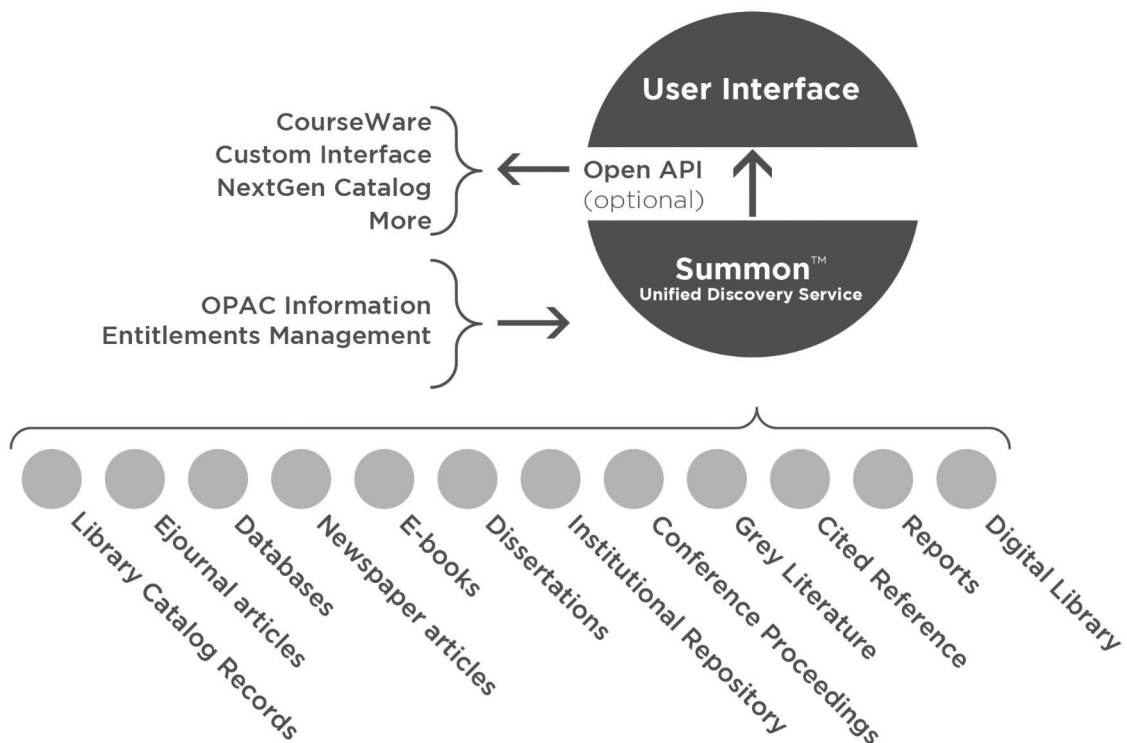 User Interface
CourseWare
Custom Interface
NextGen Catalog
More
Open API
(optional)
Summon™
Unified Discovery Service
OPAC Information
Entitlements Management
Library Catalog Records
Ejournal articles
Databases
Newspaper articles
E-books
Dissertations
Institutional Repository
Conference Proceedings
Grey Literature
Cited Reference
Reports
Digital Library